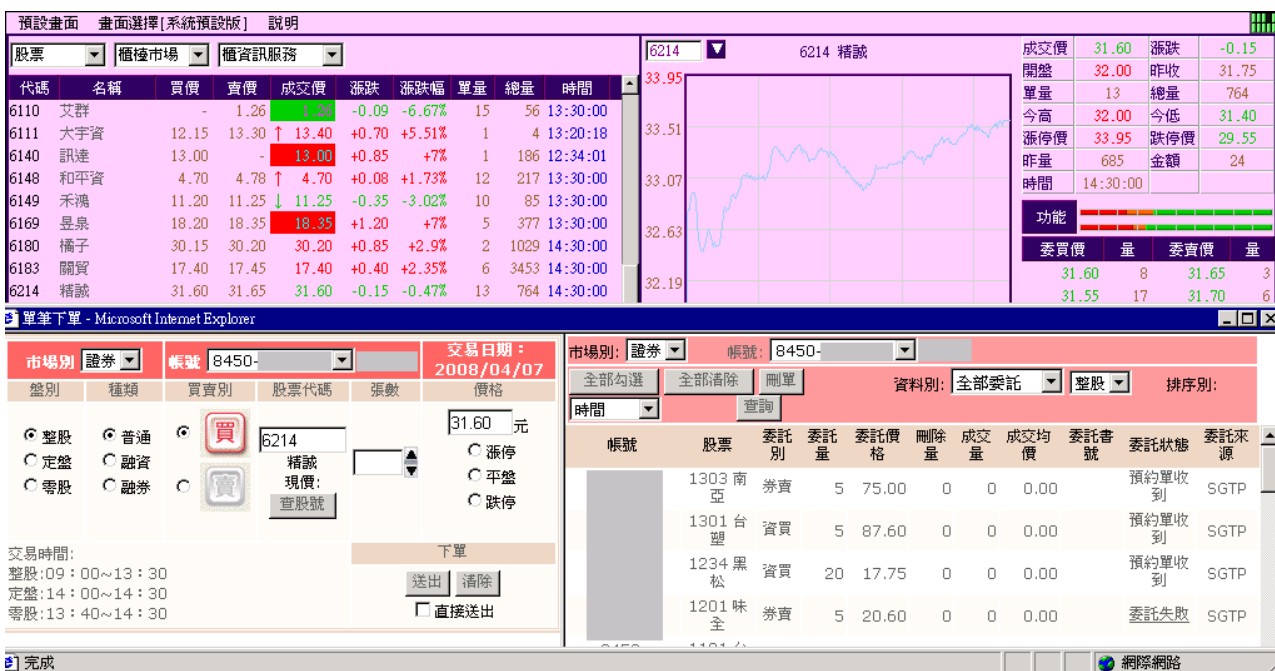 預設畫面 畫面選擇[系統預設版] 說明
股票 櫃檯市場 櫃資訊服務
代碼 名稱 買價 賣價 成交價 漲跌 漲跌幅 單量 總量 時間
6110 艾群 - 1.26 1.26 -0.09 -6.67% 15 56 13:30:00
6111 大宇資 12.15 13.30 ↑ 13.40 +0.70 +5.51% 1 4 13:20:18
6140 訊達 13.00 - 13.00 +0.85 +7% 1 186 12:34:01
6148 和平資 4.70 4.78 ↑ 4.70 +0.08 +1.73% 12 217 13:30:00
6149 禾鴻 11.20 11.25 ↓ 11.25 -0.35 -3.02% 10 85 13:30:00
6169 昱泉 18.20 18.35 18.35 +1.20 +7% 5 377 13:30:00
6180 橘子 30.15 30.20 30.20 +0.85 +2.9% 2 1029 14:30:00
6183 關貿 17.40 17.45 17.40 +0.40 +2.35% 6 3453 14:30:00
6214 精誠 31.60 31.65 31.60 -0.15 -0.47% 13 764 14:30:00
6214 6214 精誠
33.95
33.51
33.07
32.63
32.19
成交價 31.60 漲跌 -0.15
開盤 32.00 昨收 31.75
單量 13 總量 764
今高 32.00 今低 31.40
漲停價 33.95 跌停價 29.55
昨量 685 金額 24
時間 14:30:00
功能
委買價 量 委賣價 量
31.60 8 31.65 3
31.55 17 31.70 6
單筆下單 - Microsoft Internet Explorer
市場別 證券 帳號 8450- 交易日期：
2008/04/07
盤別 種類 買賣別 股票代碼 張數 價格
整股 普通 買 6214 31.60 元
定盤 融資 精誠 漲停
零股 融券 賣 現價: 平盤
查股號 跌停
交易時間: 下單
整股:09：00~13：30 送出 清除
定盤:14：00~14：30
零股:13：40~14：30 直接送出
市場別: 證券 帳號: 8450-
全部勾選 全部清除 刪單 資料別: 全部委託 整股 排序別:
時間 查詢
帳號 股票 委託別 委託量 委託價格 刪除量 成交量 成交均價 委託書號 委託狀態 委託來源
1303 南亞 券賣 5 75.00 0 0 0.00 預約單收到 SGTP
1301 台塑 資買 5 87.60 0 0 0.00 預約單收到 SGTP
1234 黑松 資買 20 17.75 0 0 0.00 預約單收到 SGTP
1201 味全 券賣 5 20.60 0 0 0.00 委託失敗 SGTP
完成 網際網路